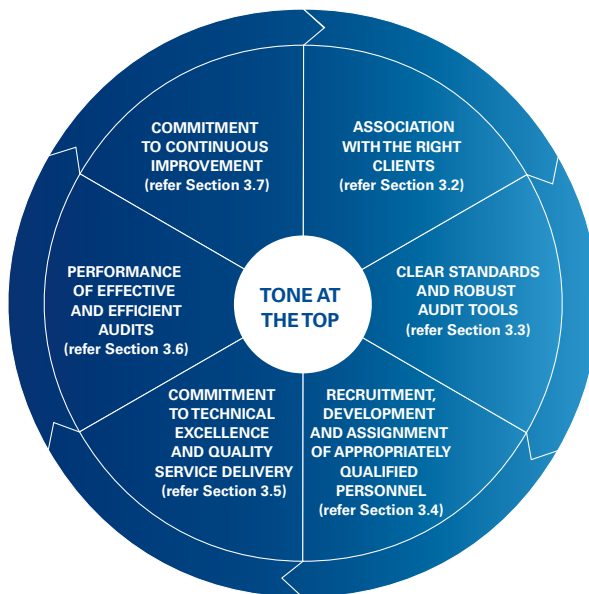 COMMITMENT
TO CONTINUOUS
IMPROVEMENT
(refer Section 3.7)
ASSOCIATION
WITH THE RIGHT
CLIENTS
(refer Section 3.2)
PERFORMANCE
OF EFFECTIVE
AND EFFICIENT
AUDITS
(refer Section 3.6)
TONE AT
THE TOP
CLEAR STANDARDS
AND ROBUST
AUDIT TOOLS
(refer Section 3.3)
COMMITMENT
TO TECHNICAL
EXCELLENCE
AND QUALITY
SERVICE DELIVERY
(refer Section 3.5)
RECRUITMENT,
DEVELOPMENT
AND ASSIGNMENT
OF APPROPRIATELY
QUALIFIED
PERSONNEL
(refer Section 3.4)